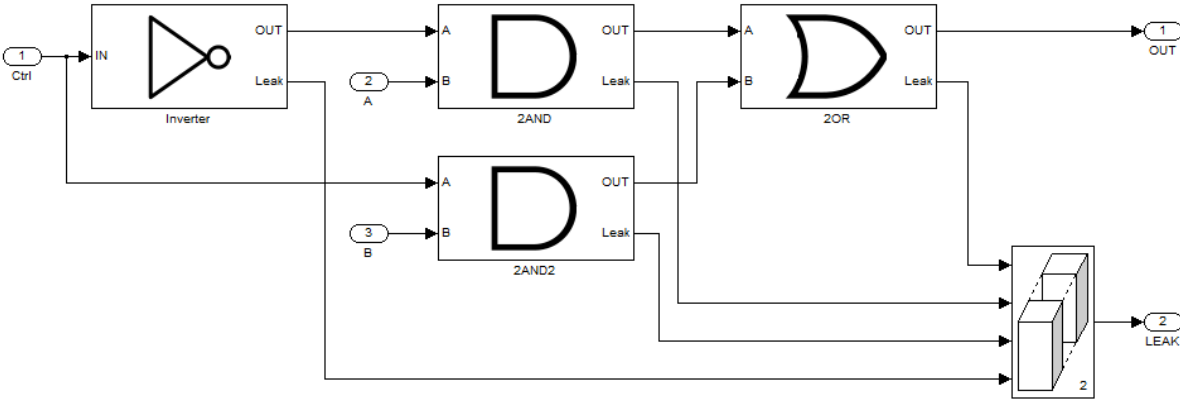 1
Ctrl
IN
OUT
Leak
Inverter
2
A
A
B
OUT
Leak
2AND
A
B
OUT
Leak
2OR
1
OUT
3
B
A
B
OUT
Leak
2AND2
2
2
LEAK